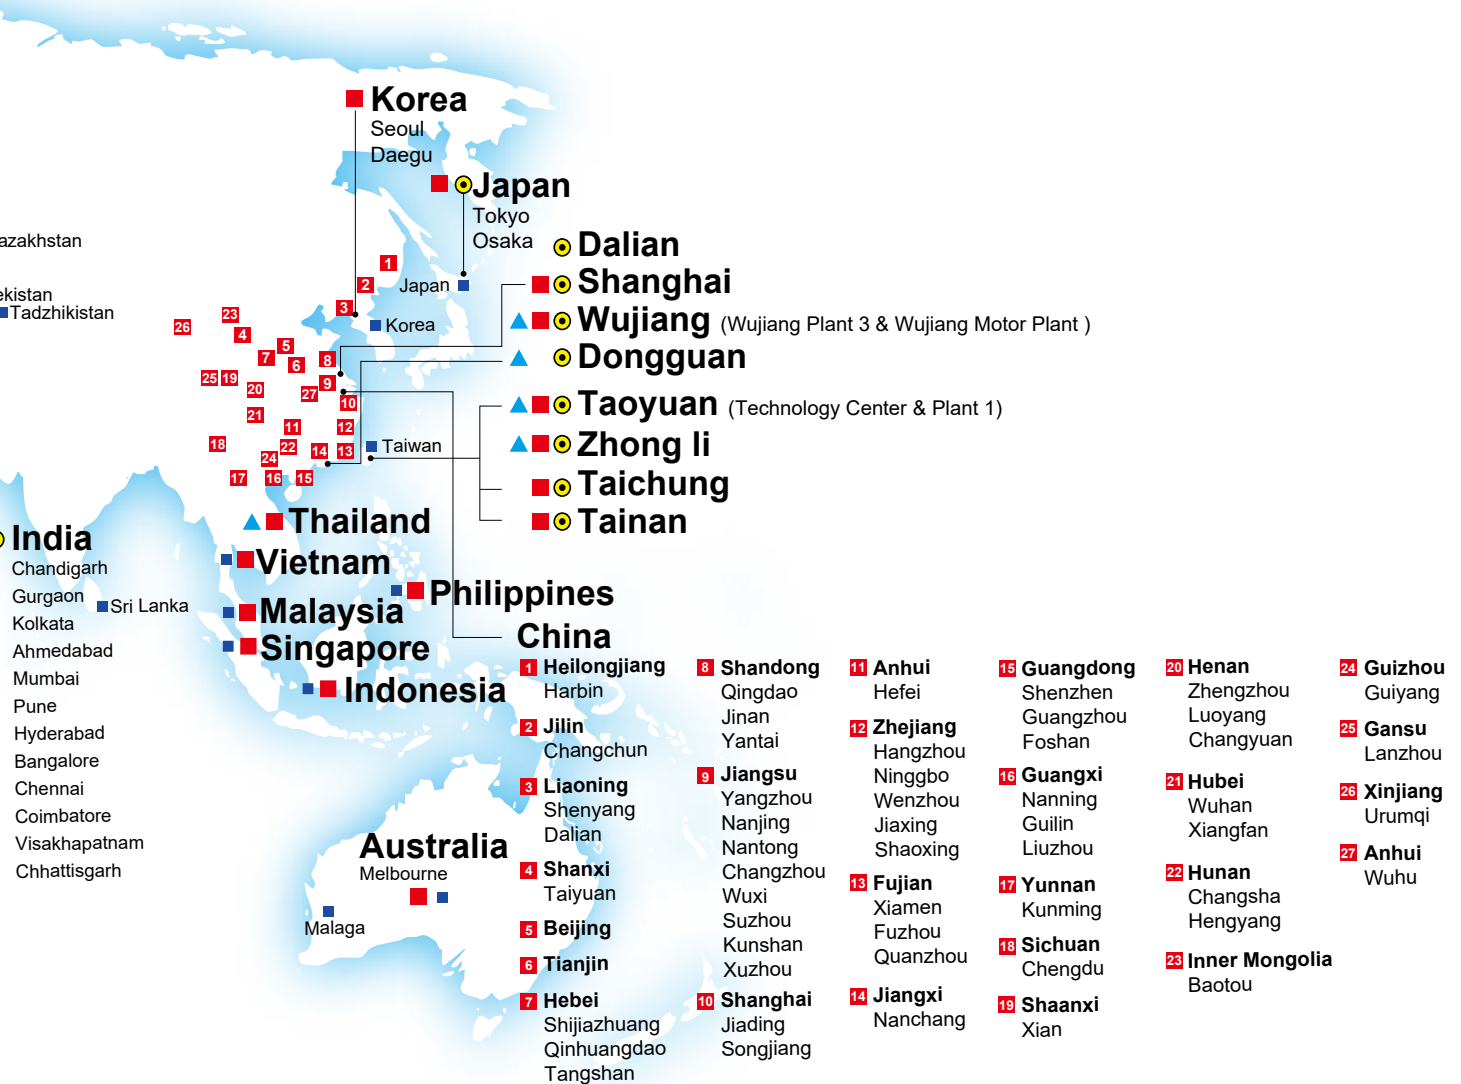 Korea
Seoul
Daegu
Japan
Tokyo
Osaka
azakhstan
ekistan
Tadzhikistan
Dalian
Shanghai
Wujiang (Wujiang Plant 3 & Wujiang Motor Plant )
Dongguan
Taoyuan (Technology Center & Plant 1)
Zhong li
Taichung
Tainan
1
2
Japan
3
Korea
23
26
4
5
7
6
8
25 19
9
20
27
10
21
11
12
18
22
14
13
Taiwan
24
17
16
15
Thailand
Vietnam
Philippines
Malaysia
Singapore
Indonesia
India
Chandigarh
Gurgaon
Kolkata
Ahmedabad
Mumbai
Pune
Hyderabad
Bangalore
Chennai
Coimbatore
Visakhapatnam
Chhattisgarh
Sri Lanka
Australia
Melbourne
Malaga
China
1 Heilongjiang
Harbin
2 Jilin
Changchun
3 Liaoning
Shenyang
Dalian
4 Shanxi
Taiyuan
5 Beijing
6 Tianjin
7 Hebei
Shijiazhuang
Qinhuangdao
Tangshan
8 Shandong
Qingdao
Jinan
Yantai
9 Jiangsu
Yangzhou
Nanjing
Nantong
Changzhou
Wuxi
Suzhou
Kunshan
Xuzhou
10 Shanghai
Jiading
Songjiang
11 Anhui
Hefei
12 Zhejiang
Hangzhou
Ninggbo
Wenzhou
Jiaxing
Shaoxing
13 Fujian
Xiamen
Fuzhou
Quanzhou
14 Jiangxi
Nanchang
15 Guangdong
Shenzhen
Guangzhou
Foshan
16 Guangxi
Nanning
Guilin
Liuzhou
17 Yunnan
Kunming
18 Sichuan
Chengdu
19 Shaanxi
Xian
20 Henan
Zhengzhou
Luoyang
Changyuan
21 Hubei
Wuhan
Xiangfan
22 Hunan
Changsha
Hengyang
23 Inner Mongolia
Baotou
24 Guizhou
Guiyang
25 Gansu
Lanzhou
26 Xinjiang
Urumqi
27 Anhui
Wuhu